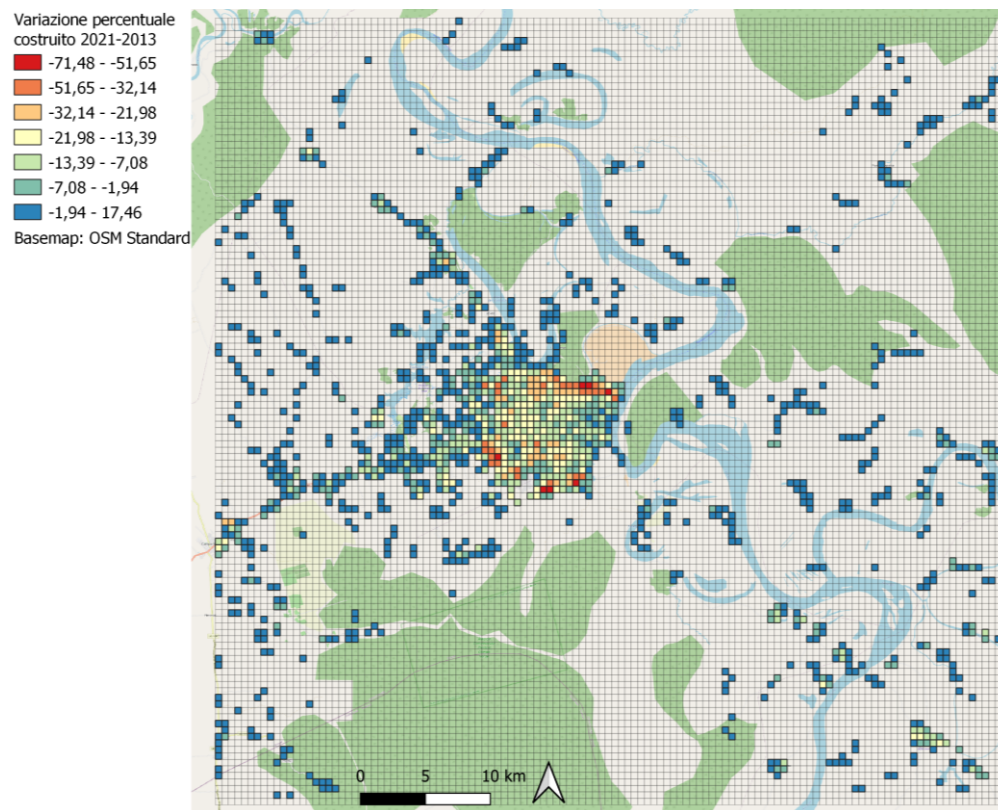 Variazione percentuale
costruito 2021-2013
-71,48 - -51,65
-51,65 - -32,14
-32,14 - -21,98
-21,98 - -13,39
-13,39 - -7,08
-7,08 - -1,94
-1,94 - 17,46
Basemap: OSM Standard
0 5 10 km